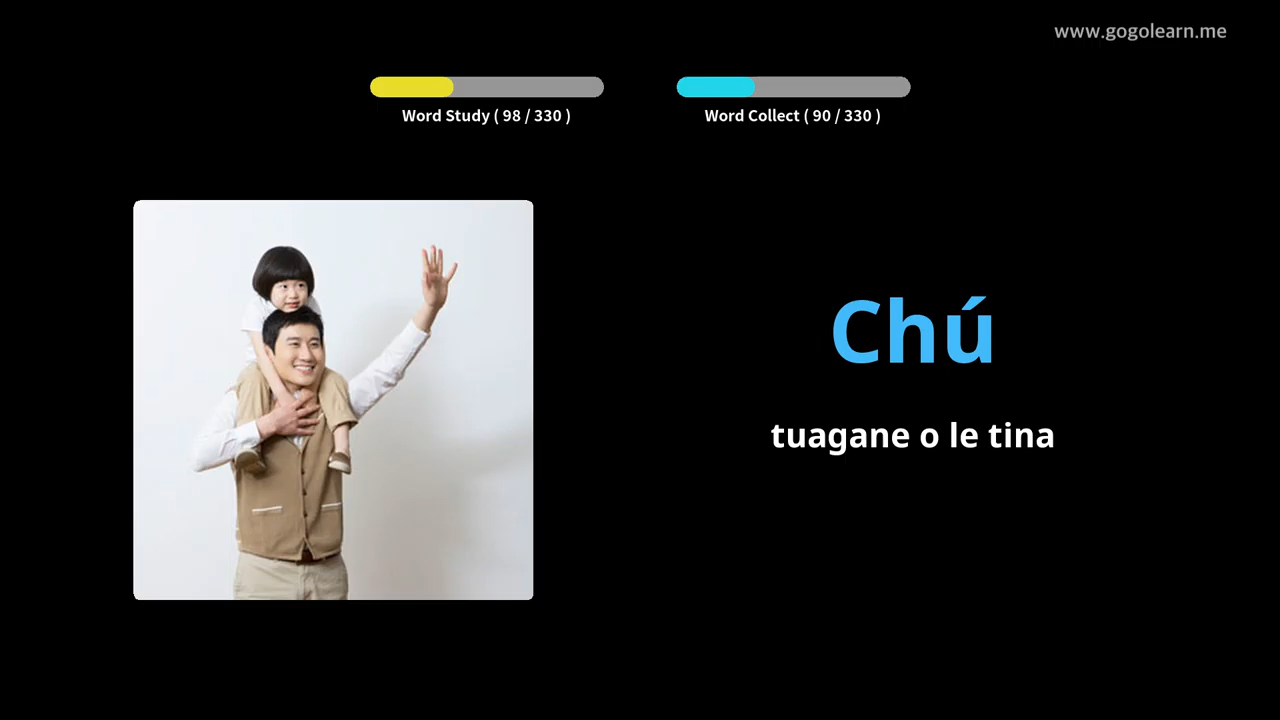 www.gogolearn.me
Word Study ( 98 / 330 )
Word Collect ( 90 / 330 )
Chú
tuagane o le tina